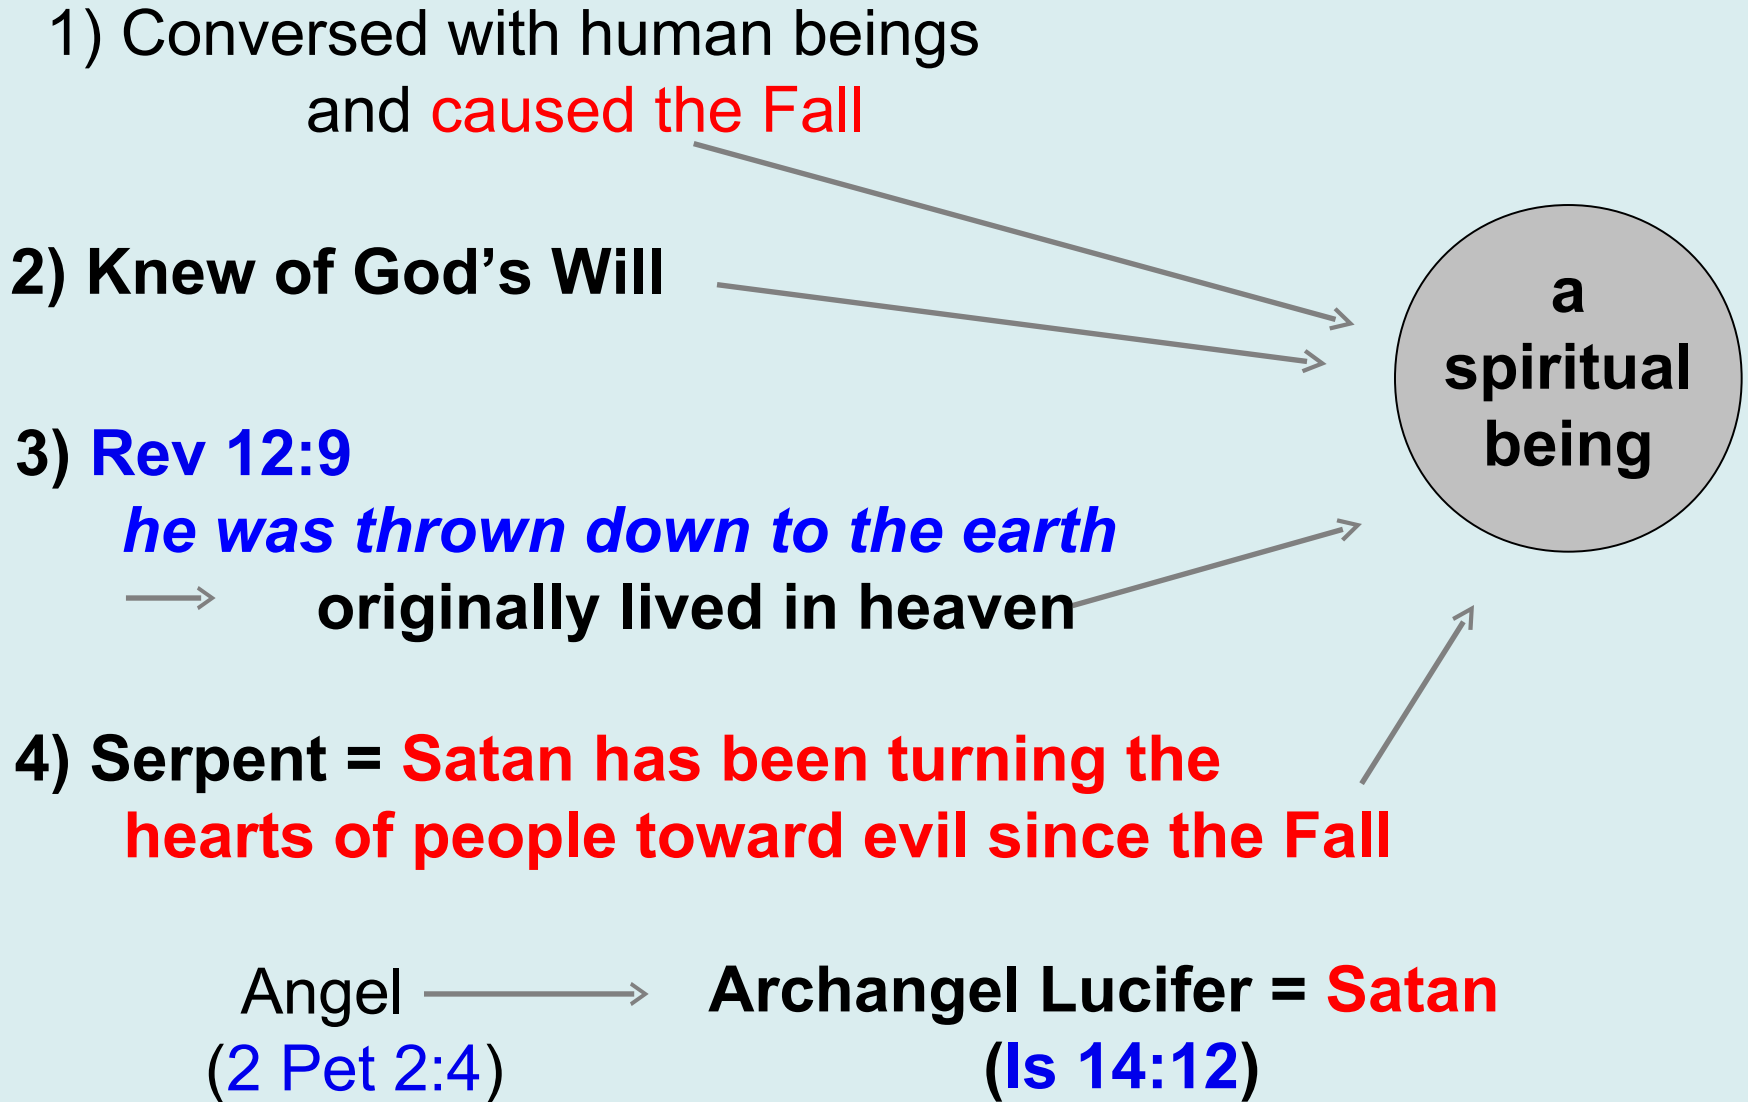 1) Conversed with human beings
and caused the Fall
2) Knew of God’s Will
a
spiritual
being
3) Rev 12:9
he was thrown down to the earth
originally lived in heaven
4) Serpent = Satan has been turning the
hearts of people toward evil since the Fall
Angel Archangel Lucifer = Satan
(2 Pet 2:4) (Is 14:12)